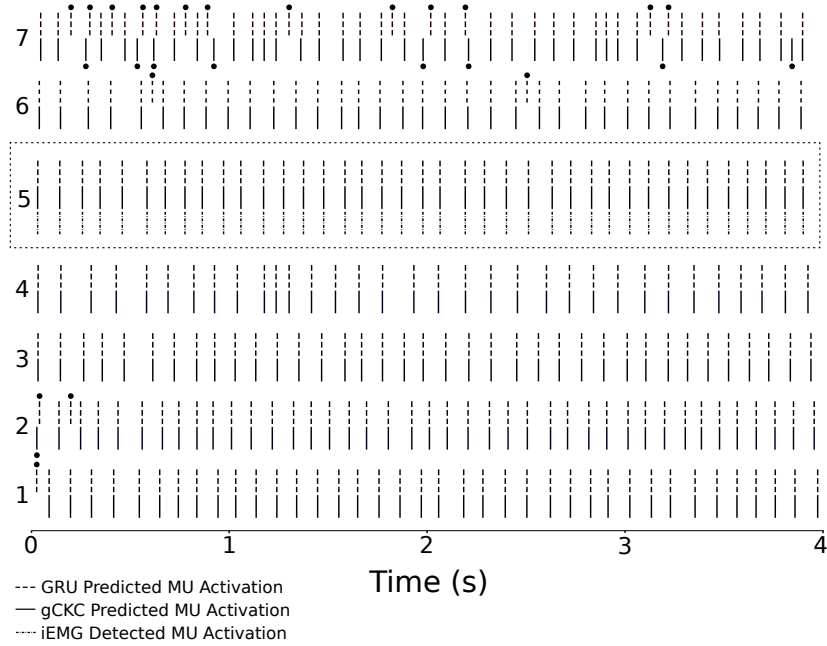 7
6
5
4
3
2
1
0 1 2 3 4
Time (s)
GRU Predicted MU Activation
gCKC Predicted MU Activation
iEMG Detected MU Activation